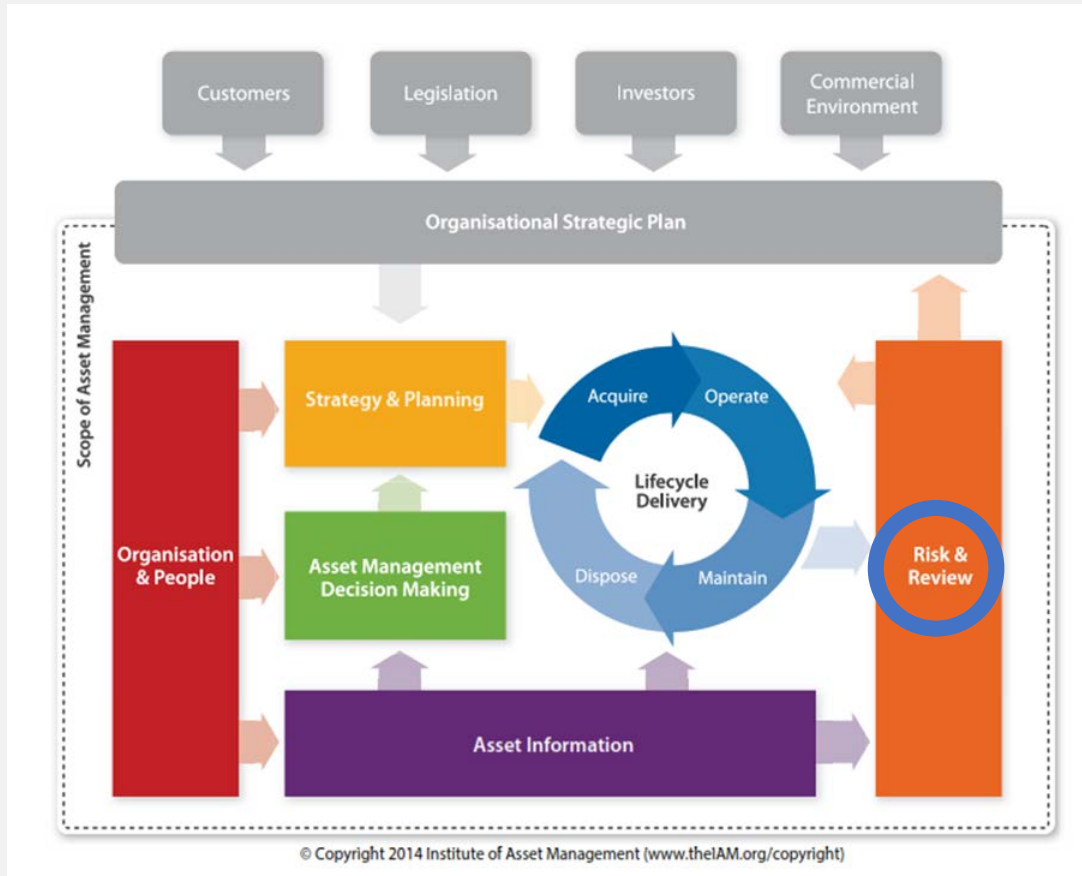 Customers
Legislation
Investors
Commercial
Environment
Organisational Strategic Plan
Scope of Asset Management
Organisation
& People
Strategy & Planning
Asset Management
Decision Making
Acquire
Operate
Lifecycle
Delivery
Dispose
Maintain
Risk &
Review
Asset Information
© Copyright 2014 Institute of Asset Management (www.theIAM.org/copyright)